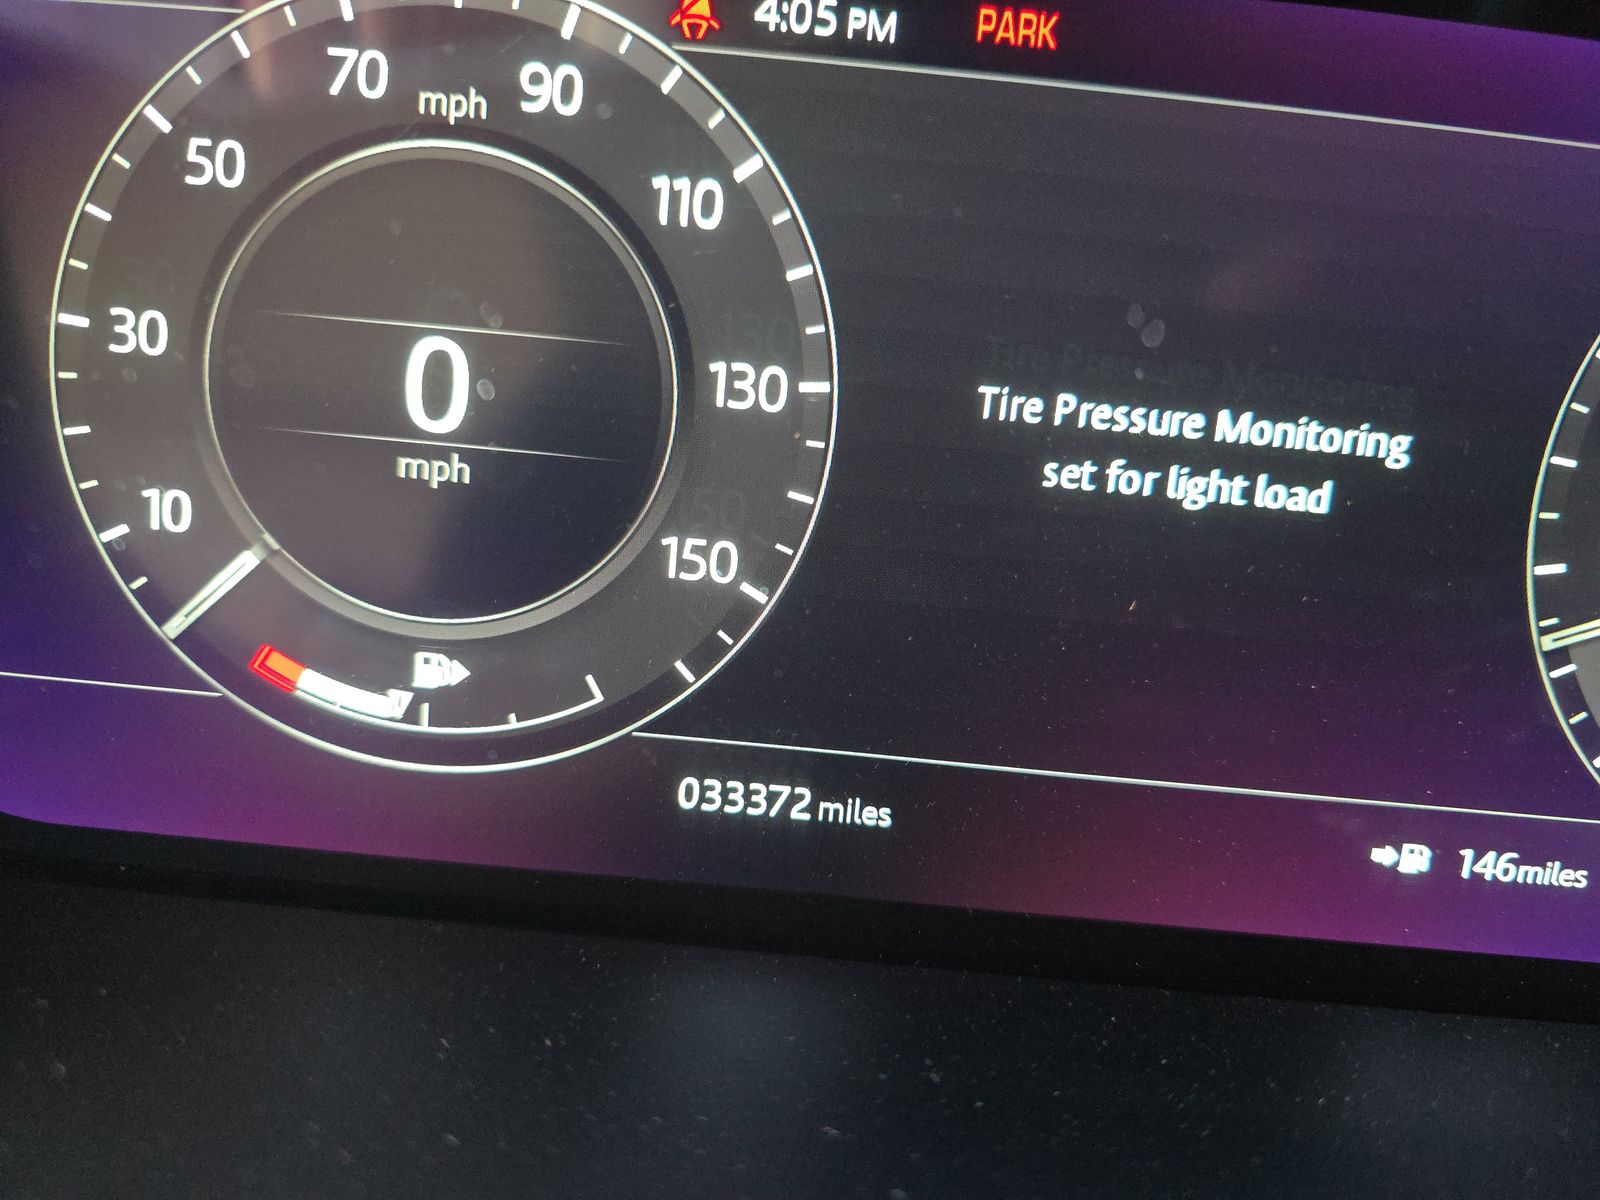 4:05 PM
PARK
70
mph
90
50
110
30
0
130
mph
10
150
Tire Pressure Monitoring
set for light load
033372 miles
146miles